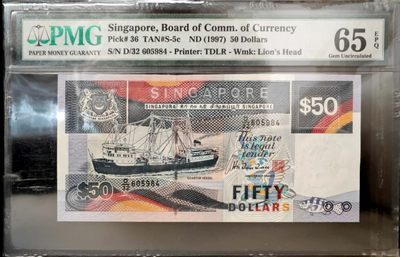 PMG
PAPER MONEY GUARANTY
Singapore, Board of Comm. of Currency
Pick# 36 TAN#S-5c ND (1997) 50 Dollars
S/N D/32 605984 - Printer: TDLR - Wmk: Lion's Head
65 EPQ
Gem Uncirculated
SINGAPORE
SINGAPURA
SINGAPORE
$50
D/32 605984
This note
is legal
tender
$50
D/32 605984
FIFTY
DOLLARS